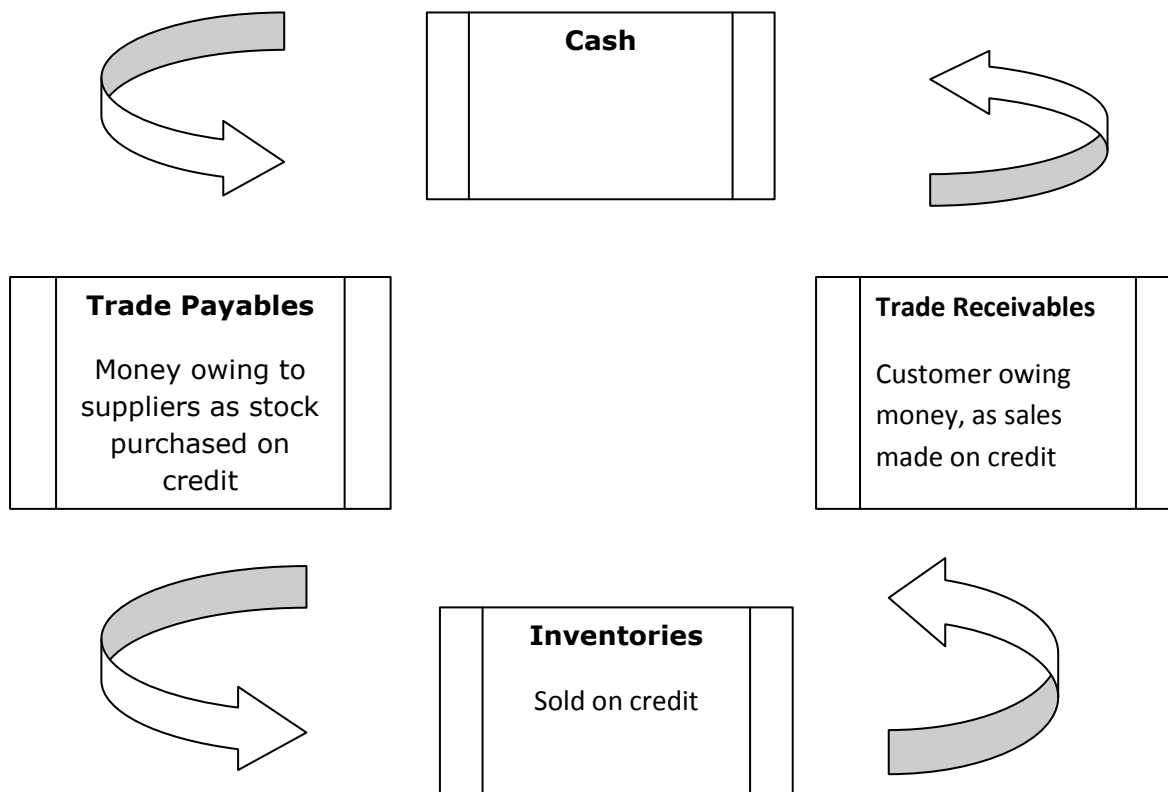 Cash
Trade Payables
Money owing to
suppliers as stock
purchased on
credit
Trade Receivables
Customer owing
money, as sales
made on credit
Inventories
Sold on credit